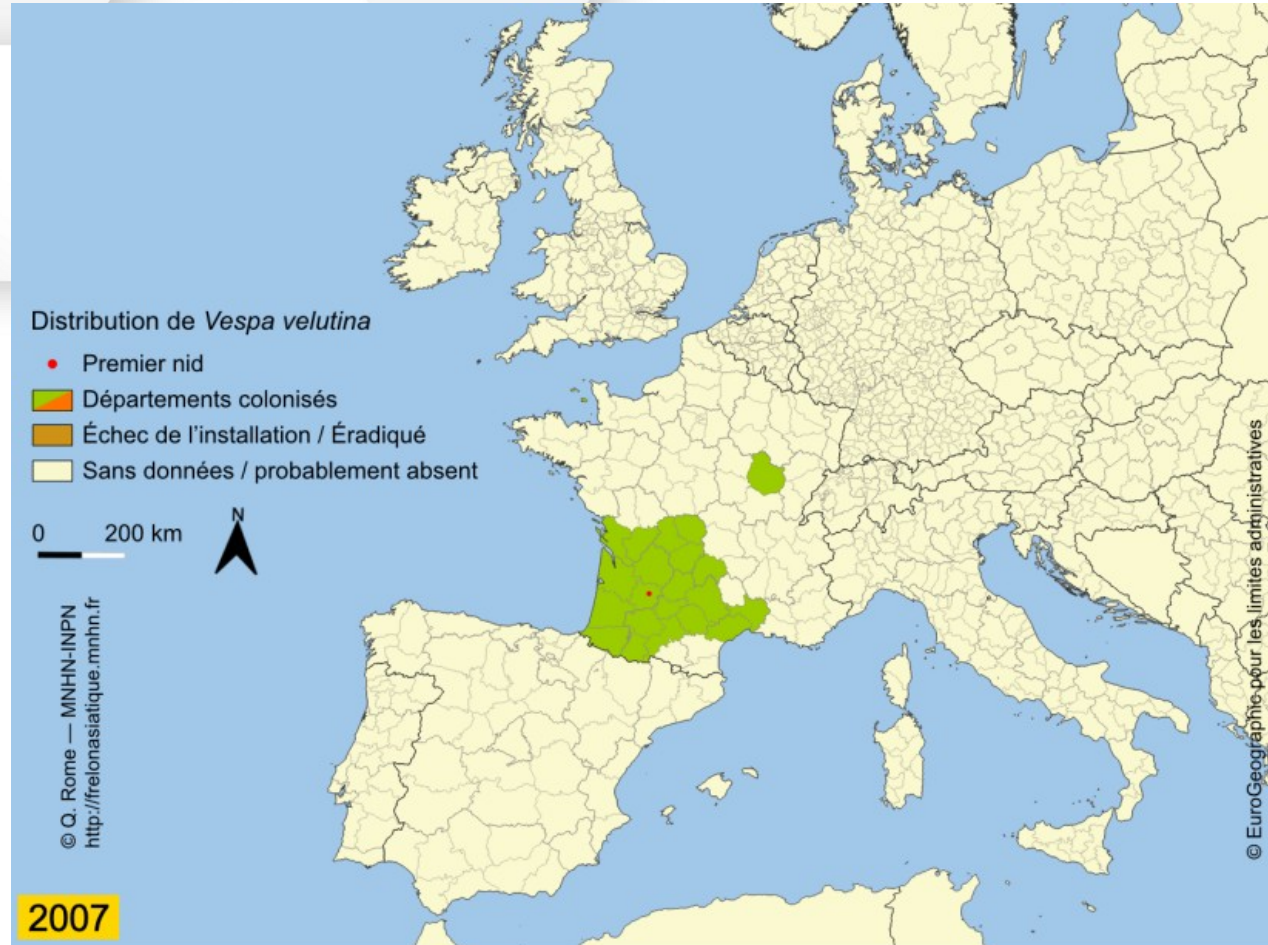 Distribution de Vespa velutina
Premier nid
Départements colonisés
Échec de l'installation / Éradiqué
Sans données / probablement absent
0 200 km
N
© Q. Rome — MNHN-INPN
http://frelonasiatique.mnhn.fr
2007
© EuroGeographic pour les limites administratives